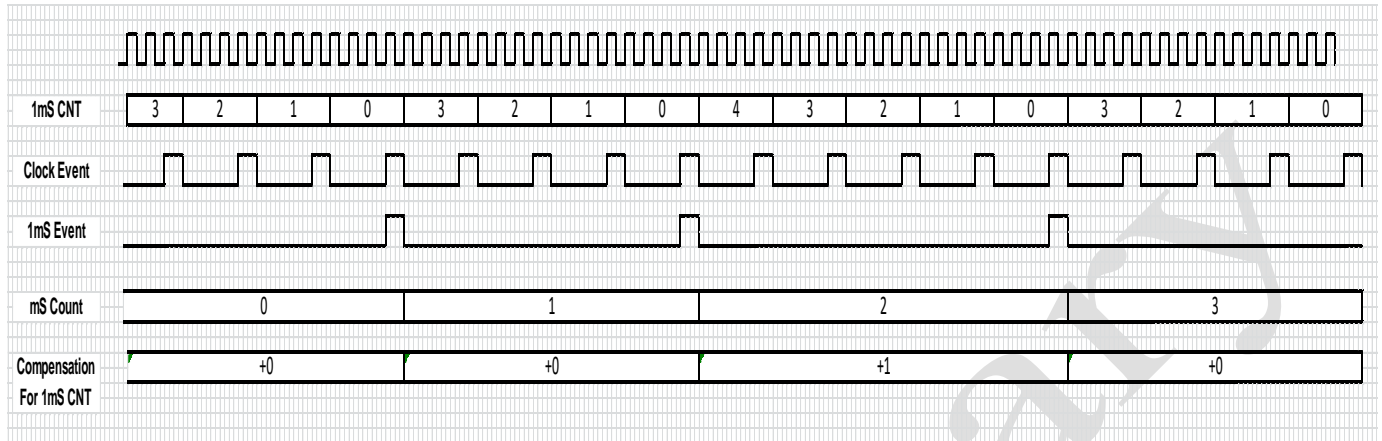 1mS CNT 3 2 1 0 3 2 1 0 4 3 2 1 0 3 2 1 0
Clock Event
1mS Event
mS Count 0 1 2 3
Compensation +0 +0 +1 +0
For 1mS CNT
ary